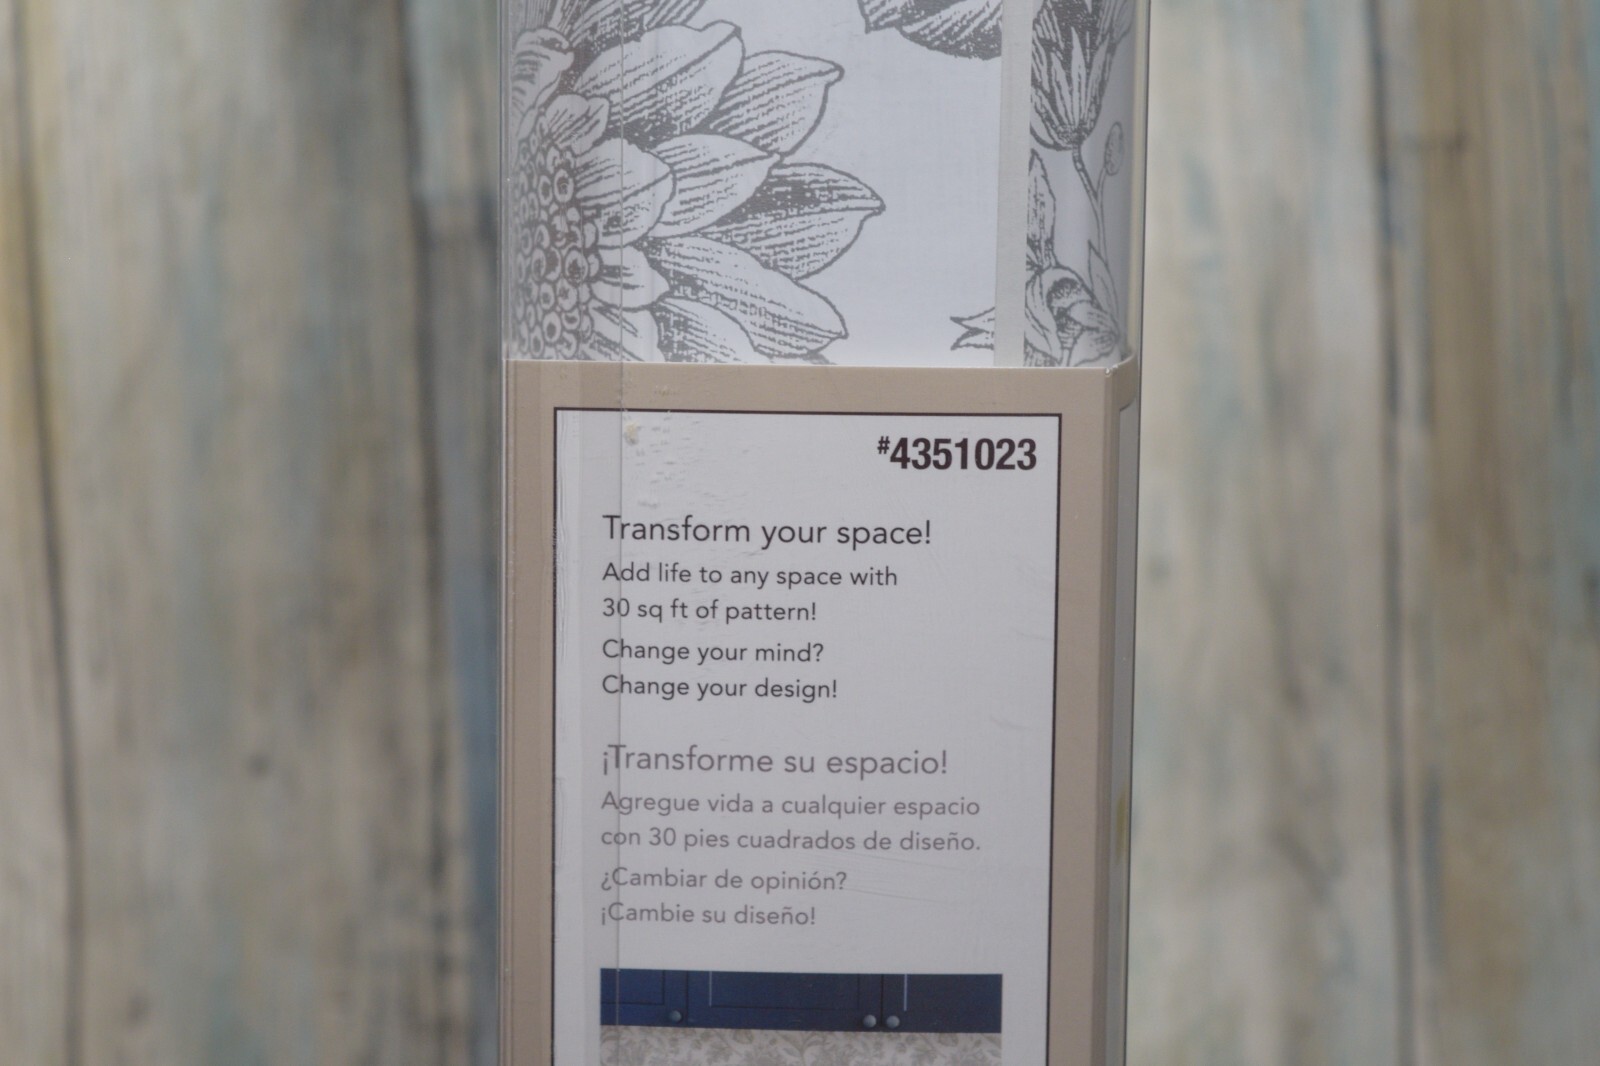 #4351023
Transform your space!
Add life to any space with
30 sq ft of pattern!
Change your mind?
Change your design!
¡Transforme su espacio!
Agregue vida a cualquier espacio
con 30 pies cuadrados de diseño.
¿Cambiar de opinión?
¡Cambie su diseño!